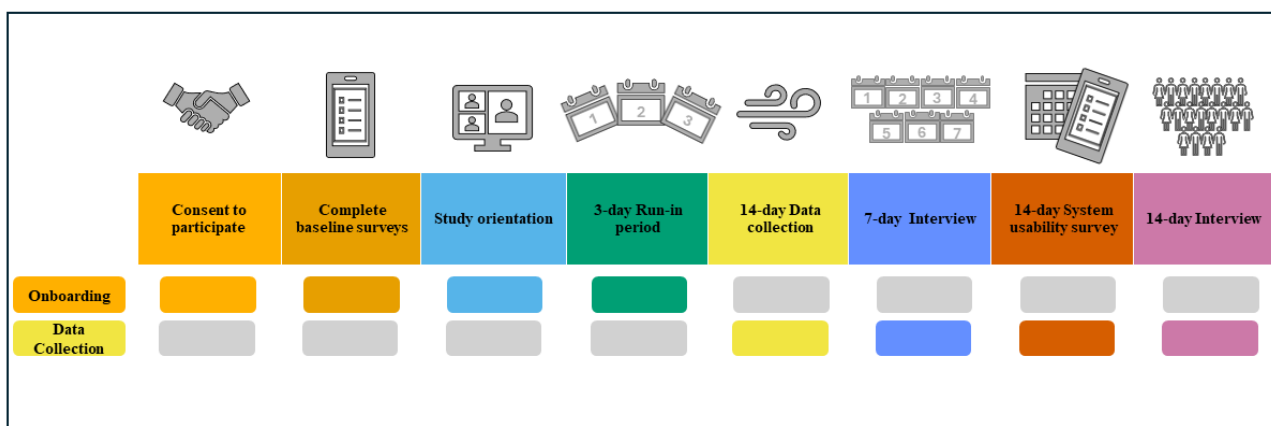 1 2 3
1 2 3 4
5 6 7
Consent to
participate
Complete
baseline surveys
Study orientation
3-day Run-in
period
14-day Data
collection
7-day Interview
14-day System
usability survey
14-day Interview
Onboarding
Data
Collection